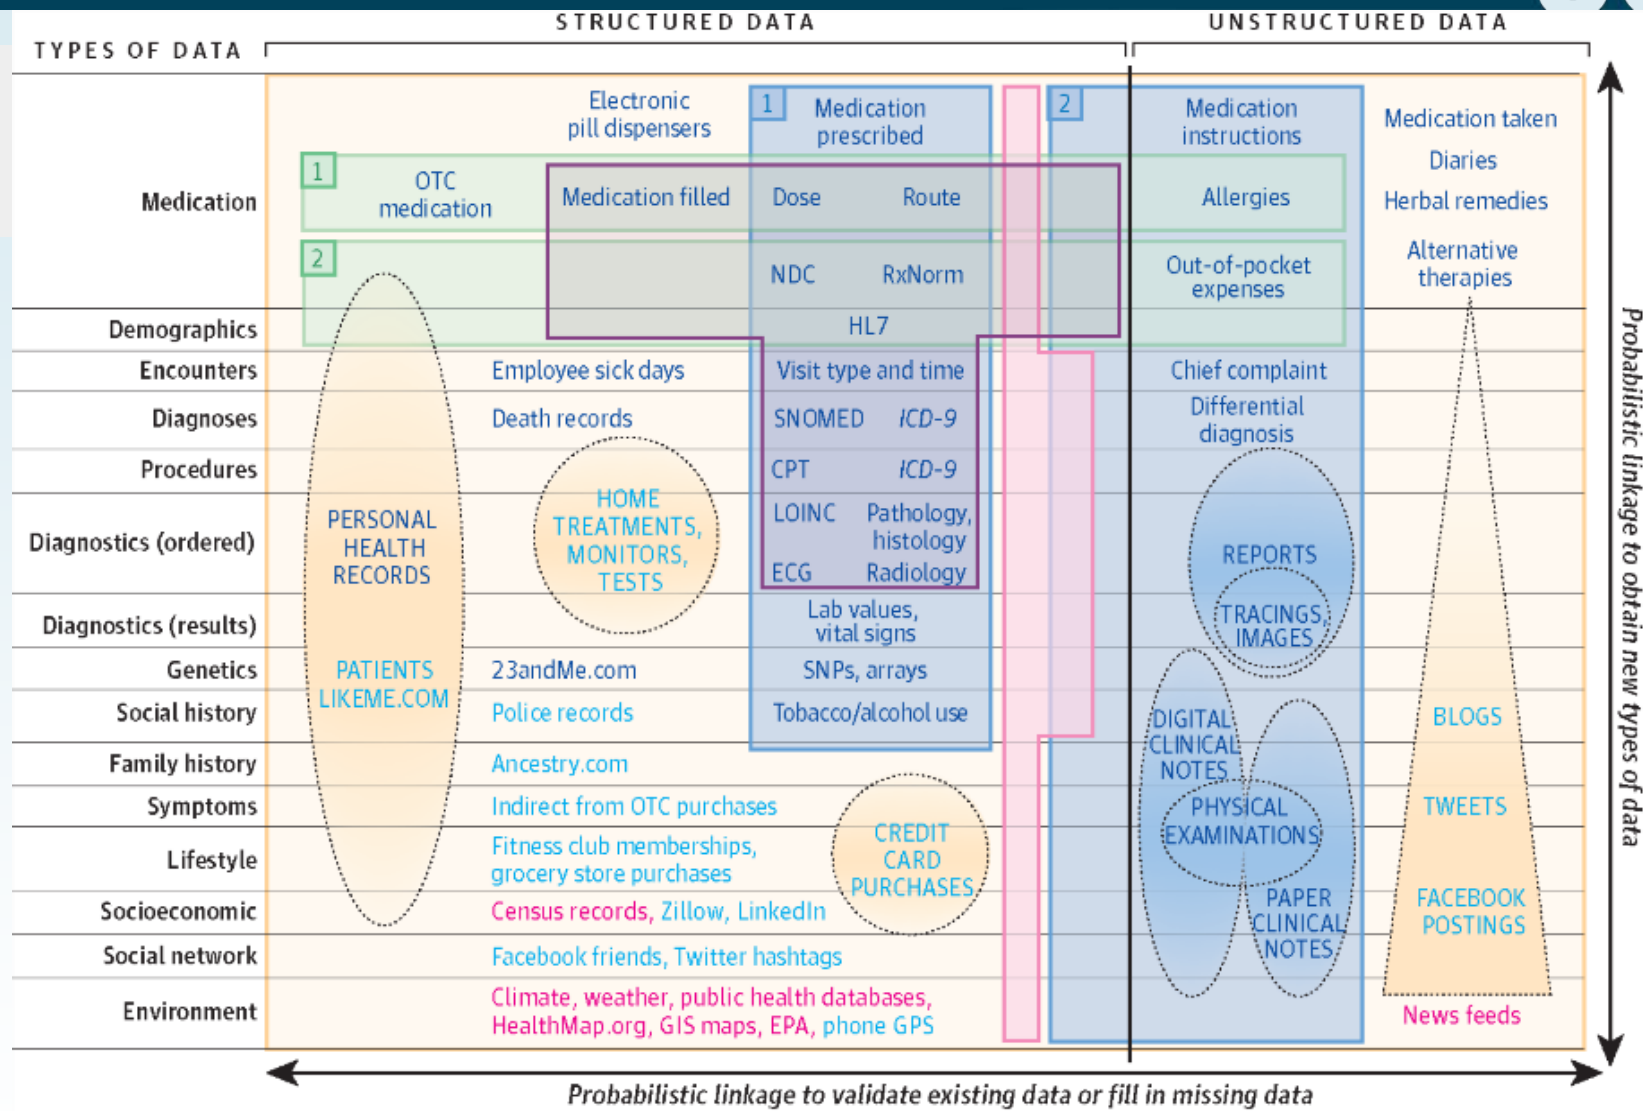 STRUCTURED DATA
UNSTRUCTURED DATA
TYPES OF DATA
Medication
Electronic
pill dispensers
1
Medication
prescribed
2
Medication
instructions
Medication taken
Diaries
Herbal remedies
Alternative
therapies
1
OTC
medication
Medication filled
Dose
Route
Allergies
2
NDC
RxNorm
Out-of-pocket
expenses
Demographics
HL7
Encounters
Employee sick days
Visit type and time
Chief complaint
Diagnoses
Death records
SNOMED
ICD-9
Differential
diagnosis
Procedures
CPT
ICD-9
Diagnostics (ordered)
PERSONAL
HEALTH
RECORDS
HOME
TREATMENTS,
MONITORS,
TESTS
LOINC
Pathology,
histology
ECG
Radiology
REPORTS
Diagnostics (results)
Lab values,
vital signs
TRACINGS,
IMAGES
Genetics
PATIENTS
LIKEME.COM
23andMe.com
SNPs, arrays
Social history
Police records
Tobacco/alcohol use
DIGITAL
CLINICAL
NOTES
BLOGS
Family history
Ancestry.com
Symptoms
Indirect from OTC purchases
PHYSICAL
EXAMINATIONS
TWEETS
Lifestyle
Fitness club memberships,
grocery store purchases
CREDIT
CARD
PURCHASES
Socioeconomic
Census records, Zillow, LinkedIn
PAPER
CLINICAL
NOTES
FACEBOOK
POSTINGS
Social network
Facebook friends, Twitter hashtags
Environment
Climate, weather, public health databases,
HealthMap.org, GIS maps, EPA, phone GPS
News feeds
Probabilistic linkage to validate existing data or fill in missing data
Probabilistic linkage to obtain new types of data